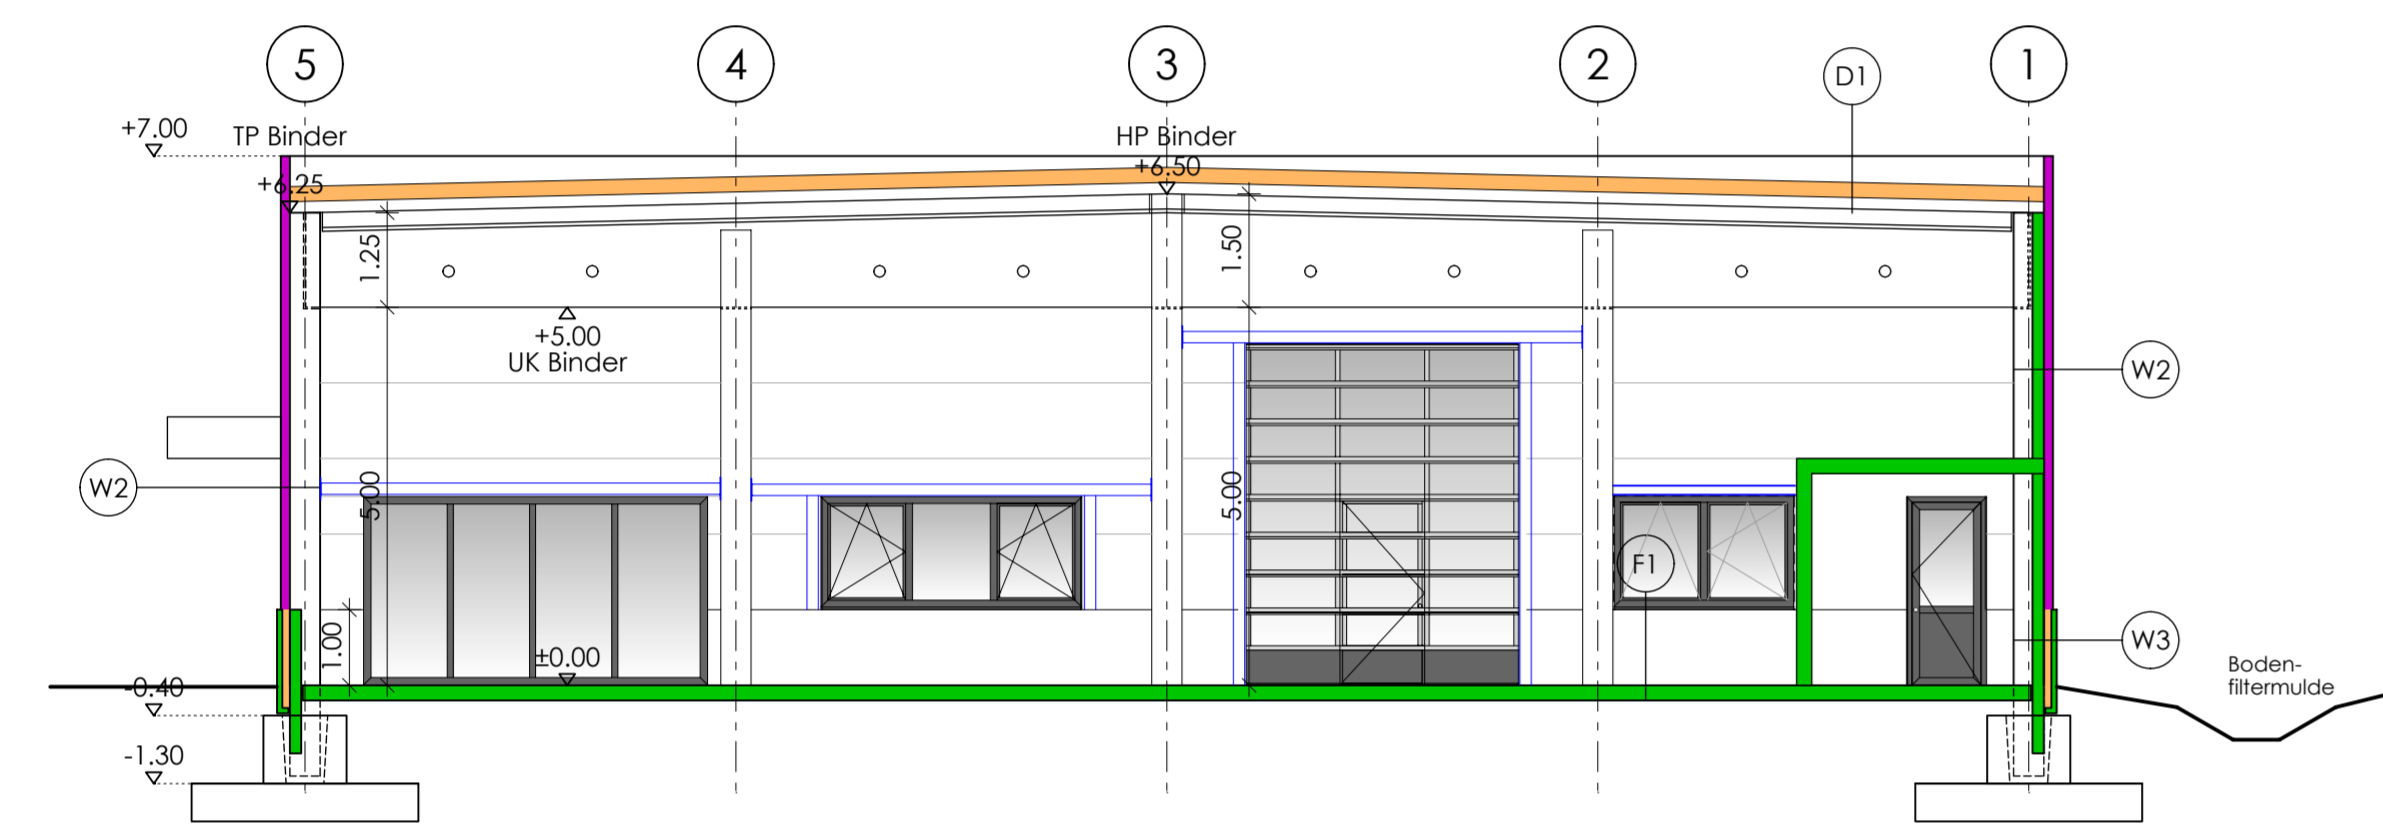 5
4
3
2
1
D1
+7.00
TP Binder
HP Binder
+6.25
+6.50
1.25
1.50
+5.00
UK Binder
W2
W2
5.00
5.00
F1
1.00
±0.00
W3
-0.40
Boden-
filtermulde
-1.30